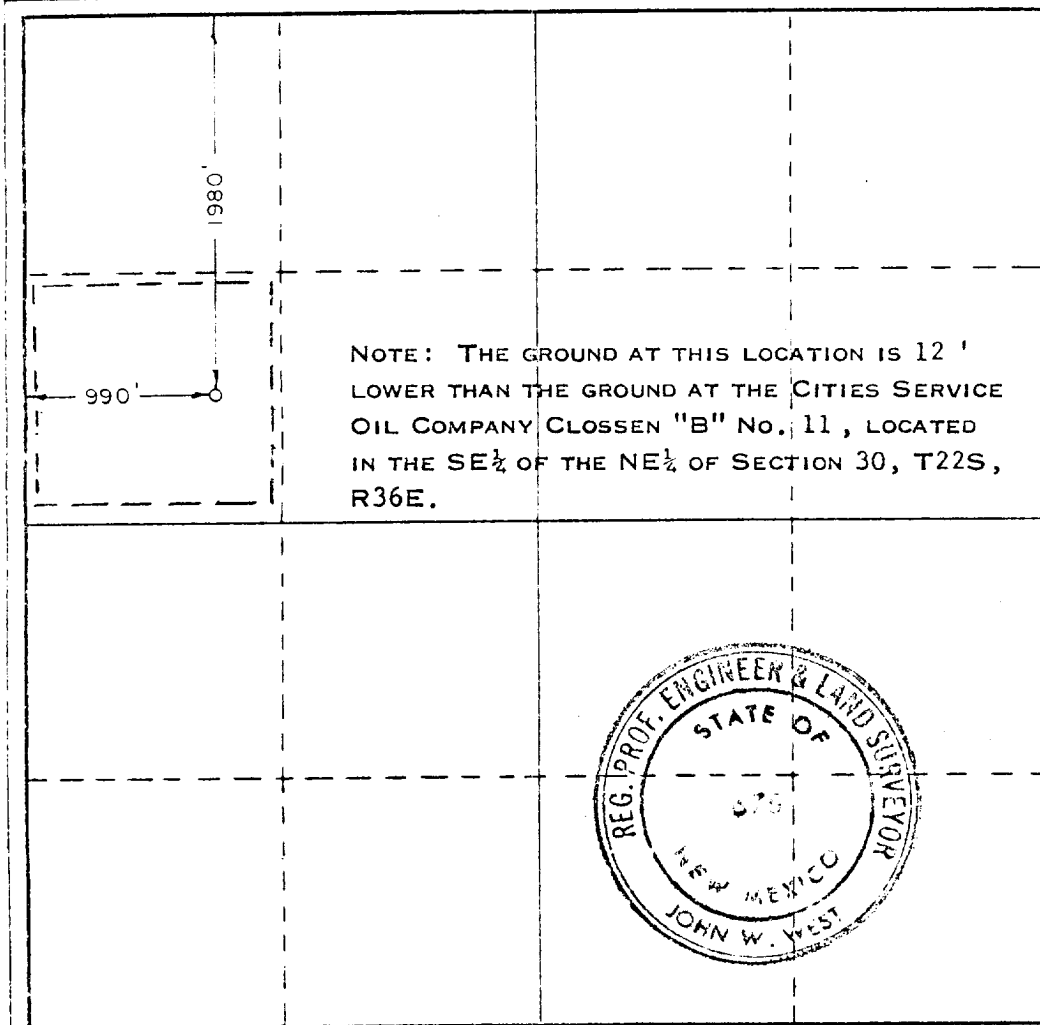 1980'
990'
NOTE: THE GROUND AT THIS LOCATION IS 12 '
LOWER THAN THE GROUND AT THE CITIES SERVICE
OIL COMPANY CLOSSEN "B" NO. 11, LOCATED
IN THE SE¼ OF THE NE¼ OF SECTION 30, T22S,
R36E.
REG. PROF. ENGINEER & LAND SURVEYOR
STATE OF
NEW MEXICO
JOHN W. WEST